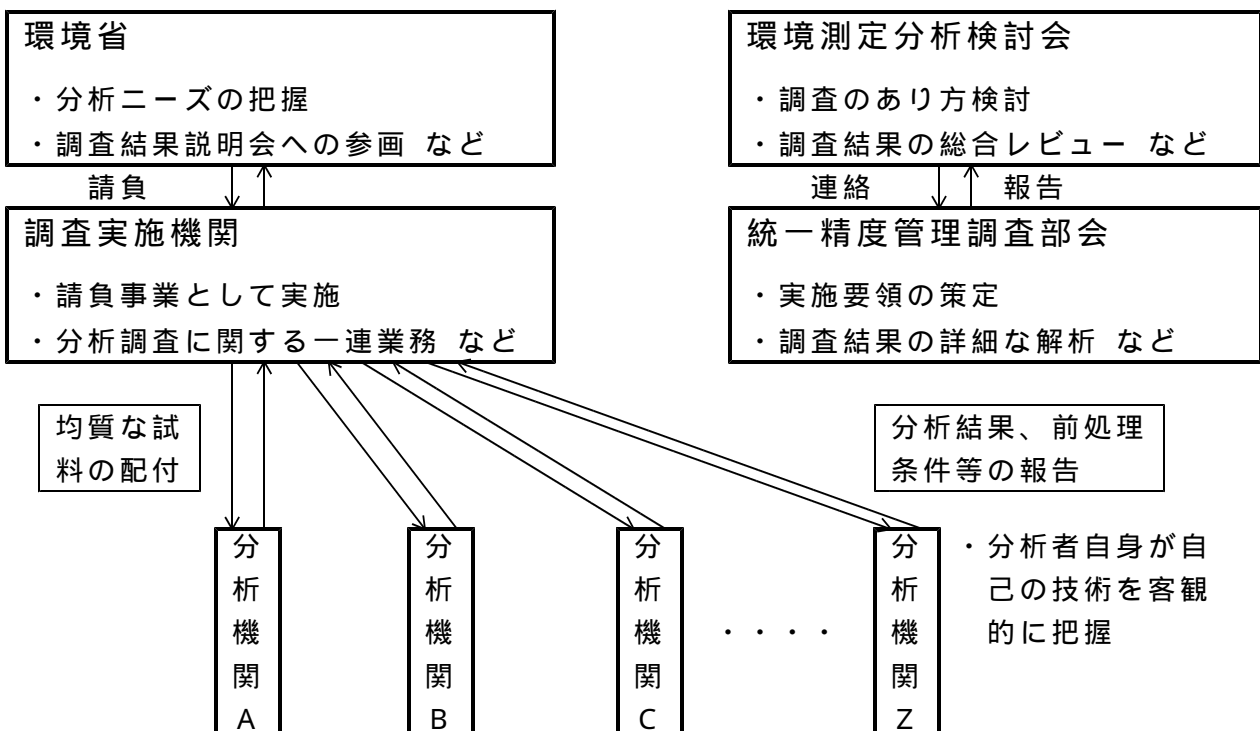 環境省
・分析ニーズの把握
・調査結果説明会への参画 など
環境測定分析検討会
・調査のあり方検討
・調査結果の総合レビュー など
請負
連絡
報告
調査実施機関
・請負事業として実施
・分析調査に関する一連業務 など
統一精度管理調査部会
・実施要領の策定
・調査結果の詳細な解析 など
均質な試
料の配付
分析結果、前処理
条件等の報告
分析機関A
分析機関B
分析機関C
・・・・
分析機関Z
・分析者自身が自
己の技術を客観
的に把握